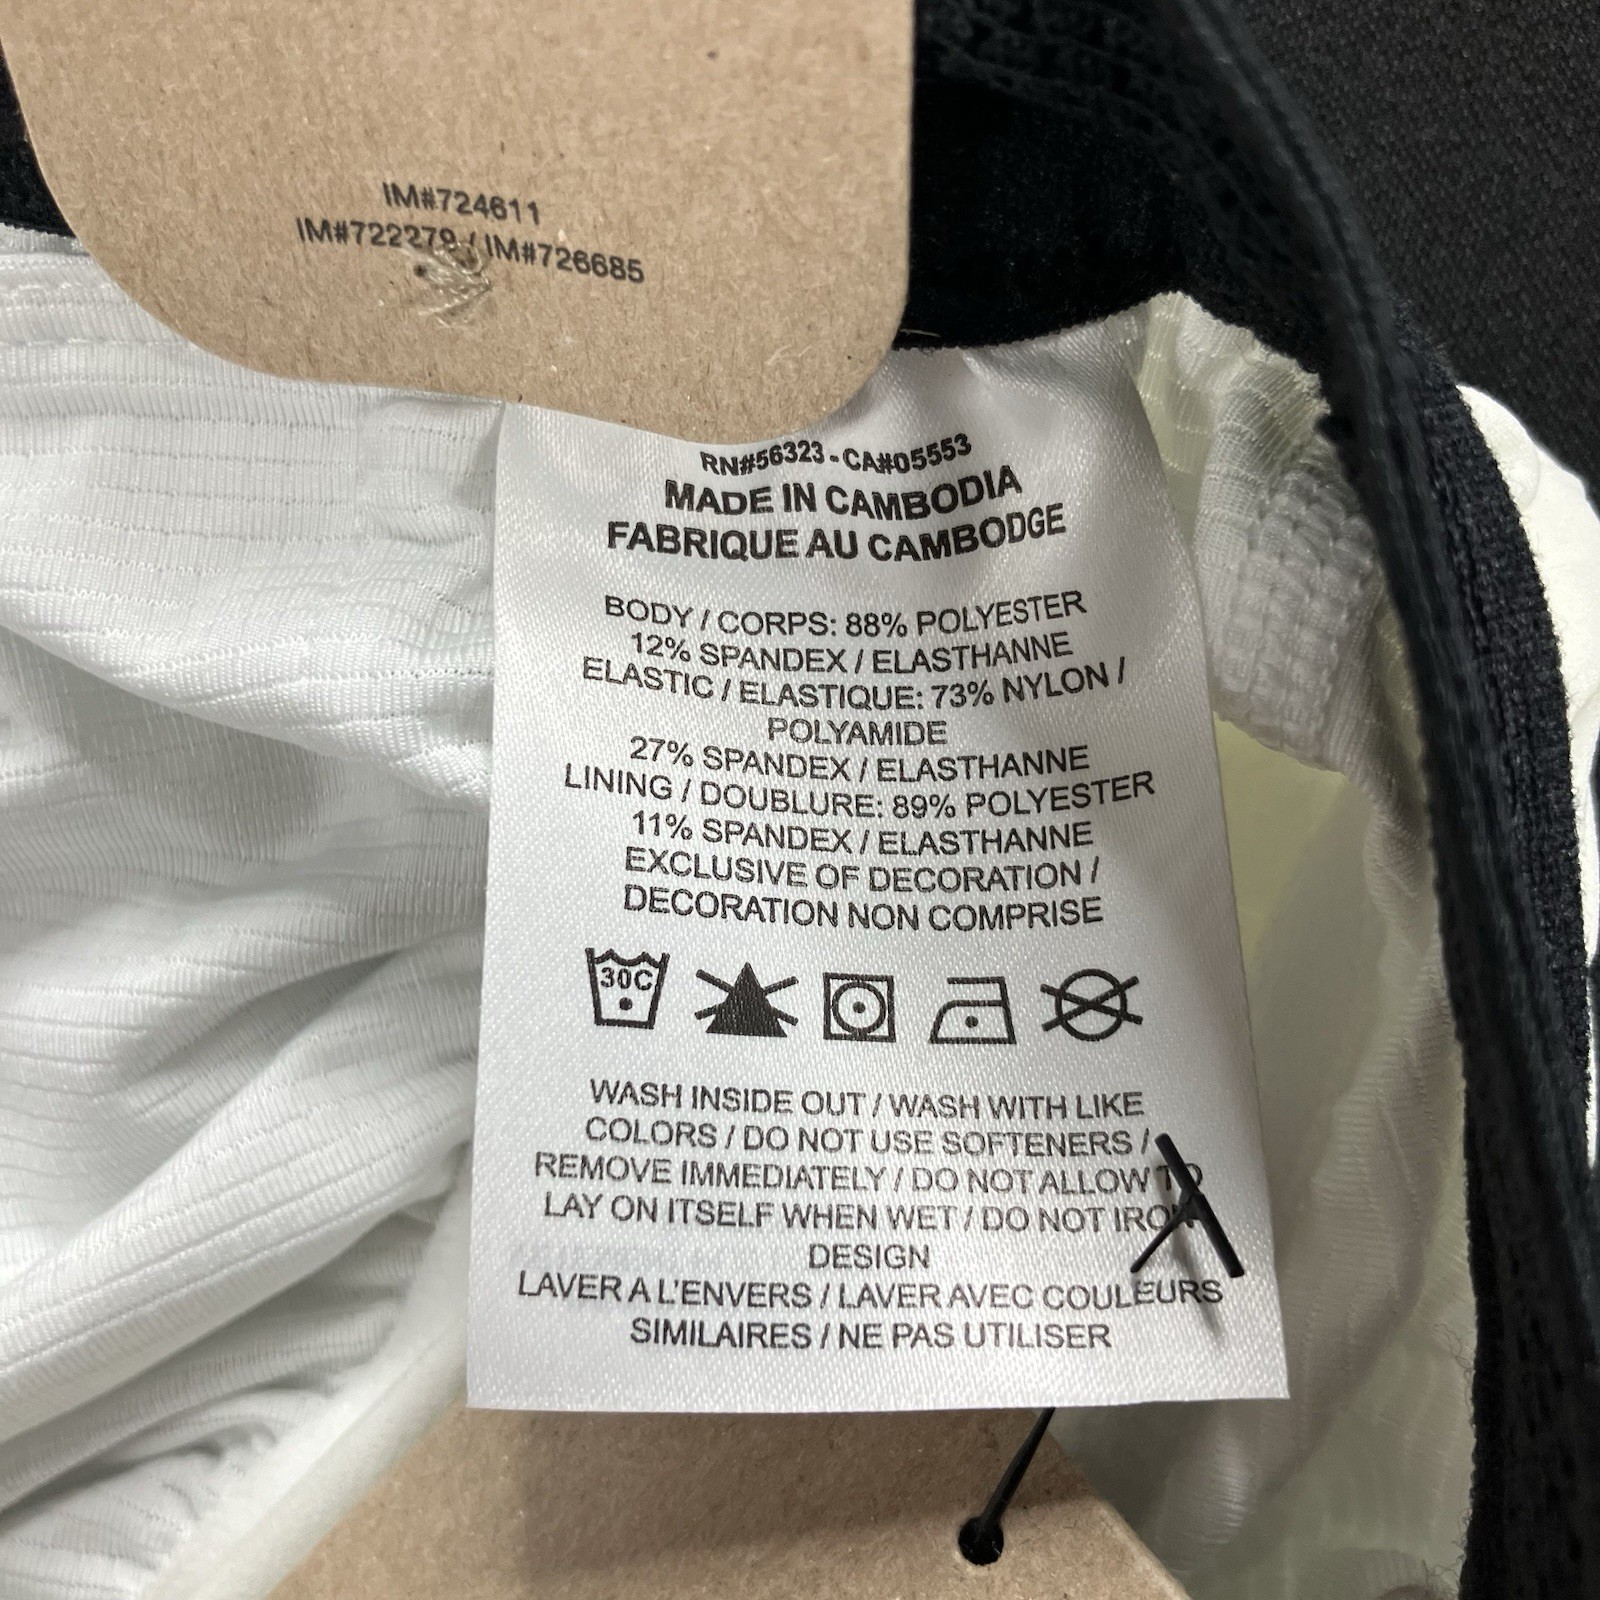 IM#724611
IM#722279 / IM#726685
RN#56323 - CA#05553
MADE IN CAMBODIA
FABRIQUE AU CAMBODGE
BODY / CORPS: 88% POLYESTER
12% SPANDEX / ELASTHANNE
ELASTIC / ELASTIQUE: 73% NYLON /
POLYAMIDE
27% SPANDEX / ELASTHANNE
LINING / DOUBLURE: 89% POLYESTER
11% SPANDEX / ELASTHANNE
EXCLUSIVE OF DECORATION /
DECORATION NON COMPRISE
30C
WASH INSIDE OUT / WASH WITH LIKE
COLORS / DO NOT USE SOFTENERS /
REMOVE IMMEDIATELY / DO NOT ALLOW TO
LAY ON ITSELF WHEN WET / DO NOT IRON
DESIGN
LAVER A L'ENVERS / LAVER AVEC COULEURS
SIMILAIRES / NE PAS UTILISER